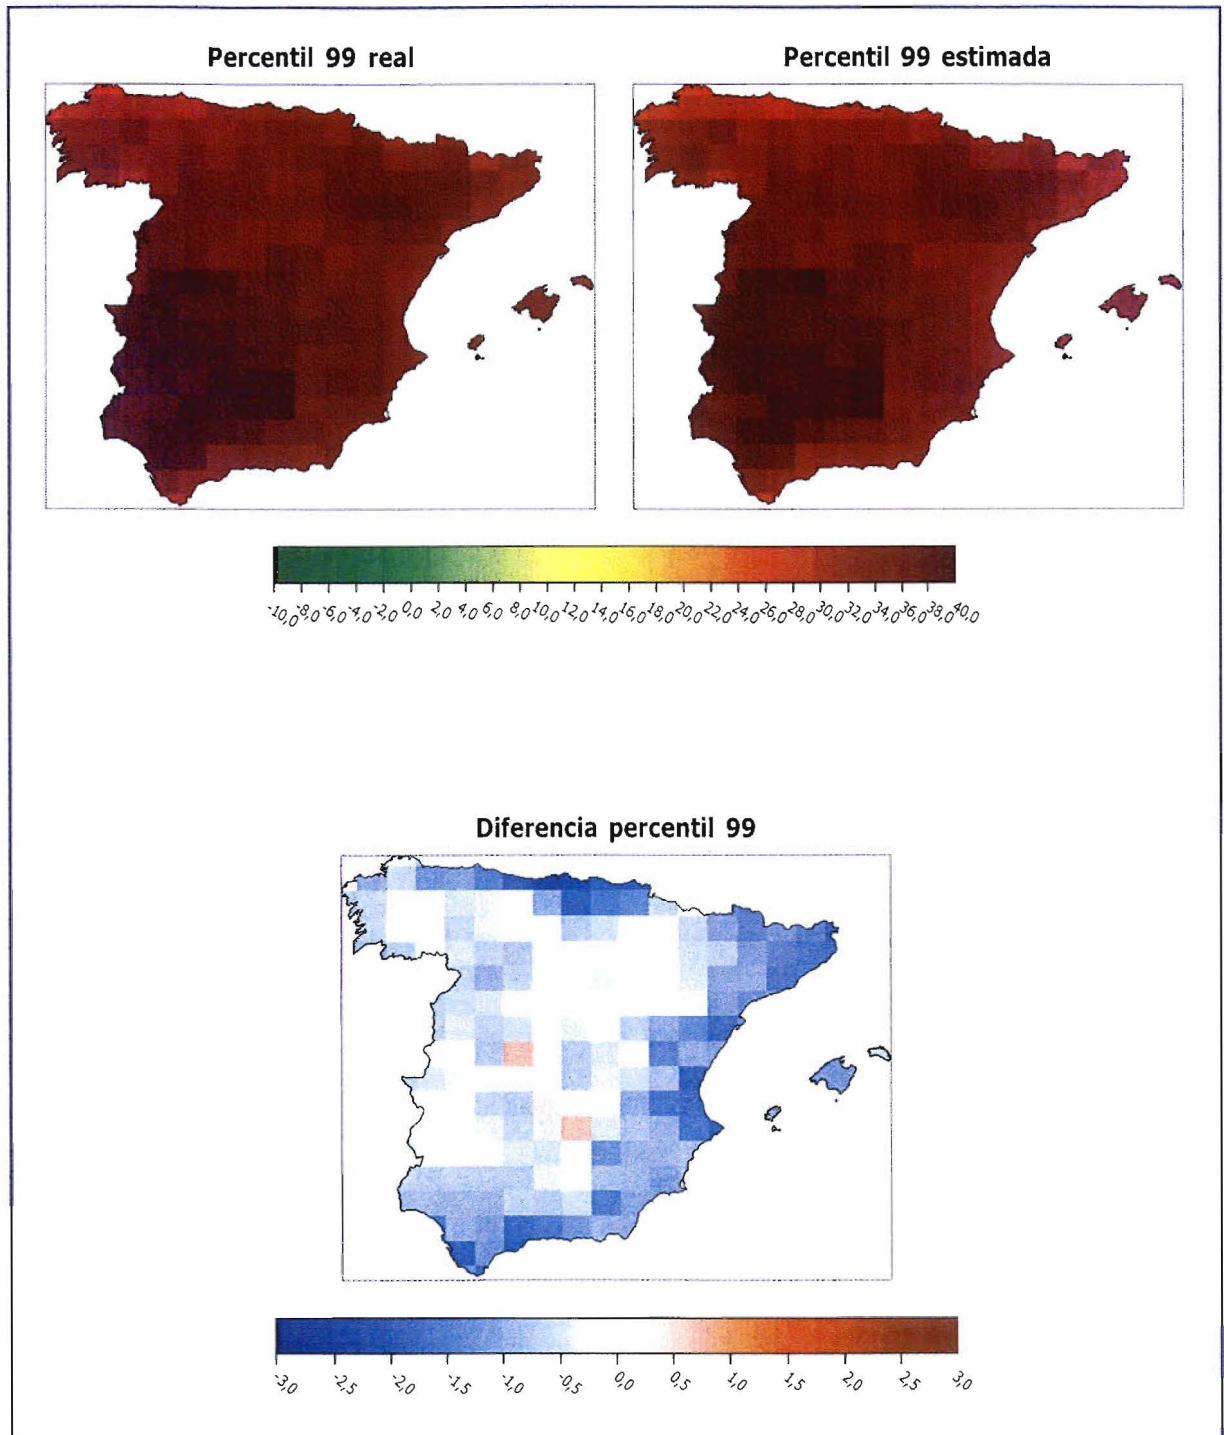 Percentil 99 real
Percentil 99 estimada
-10,0 -8,0 -6,0 -4,0 -2,0 0,0 2,0 4,0 6,0 8,0 10,0 12,0 14,0 16,0 18,0 20,0 22,0 24,0 26,0 28,0 30,0 32,0 34,0 36,0 38,0 40,0
Diferencia percentil 99
-3,0 -2,5 -2,0 -1,5 -1,0 -0,5 0,0 0,5 1,0 1,5 2,0 2,5 3,0